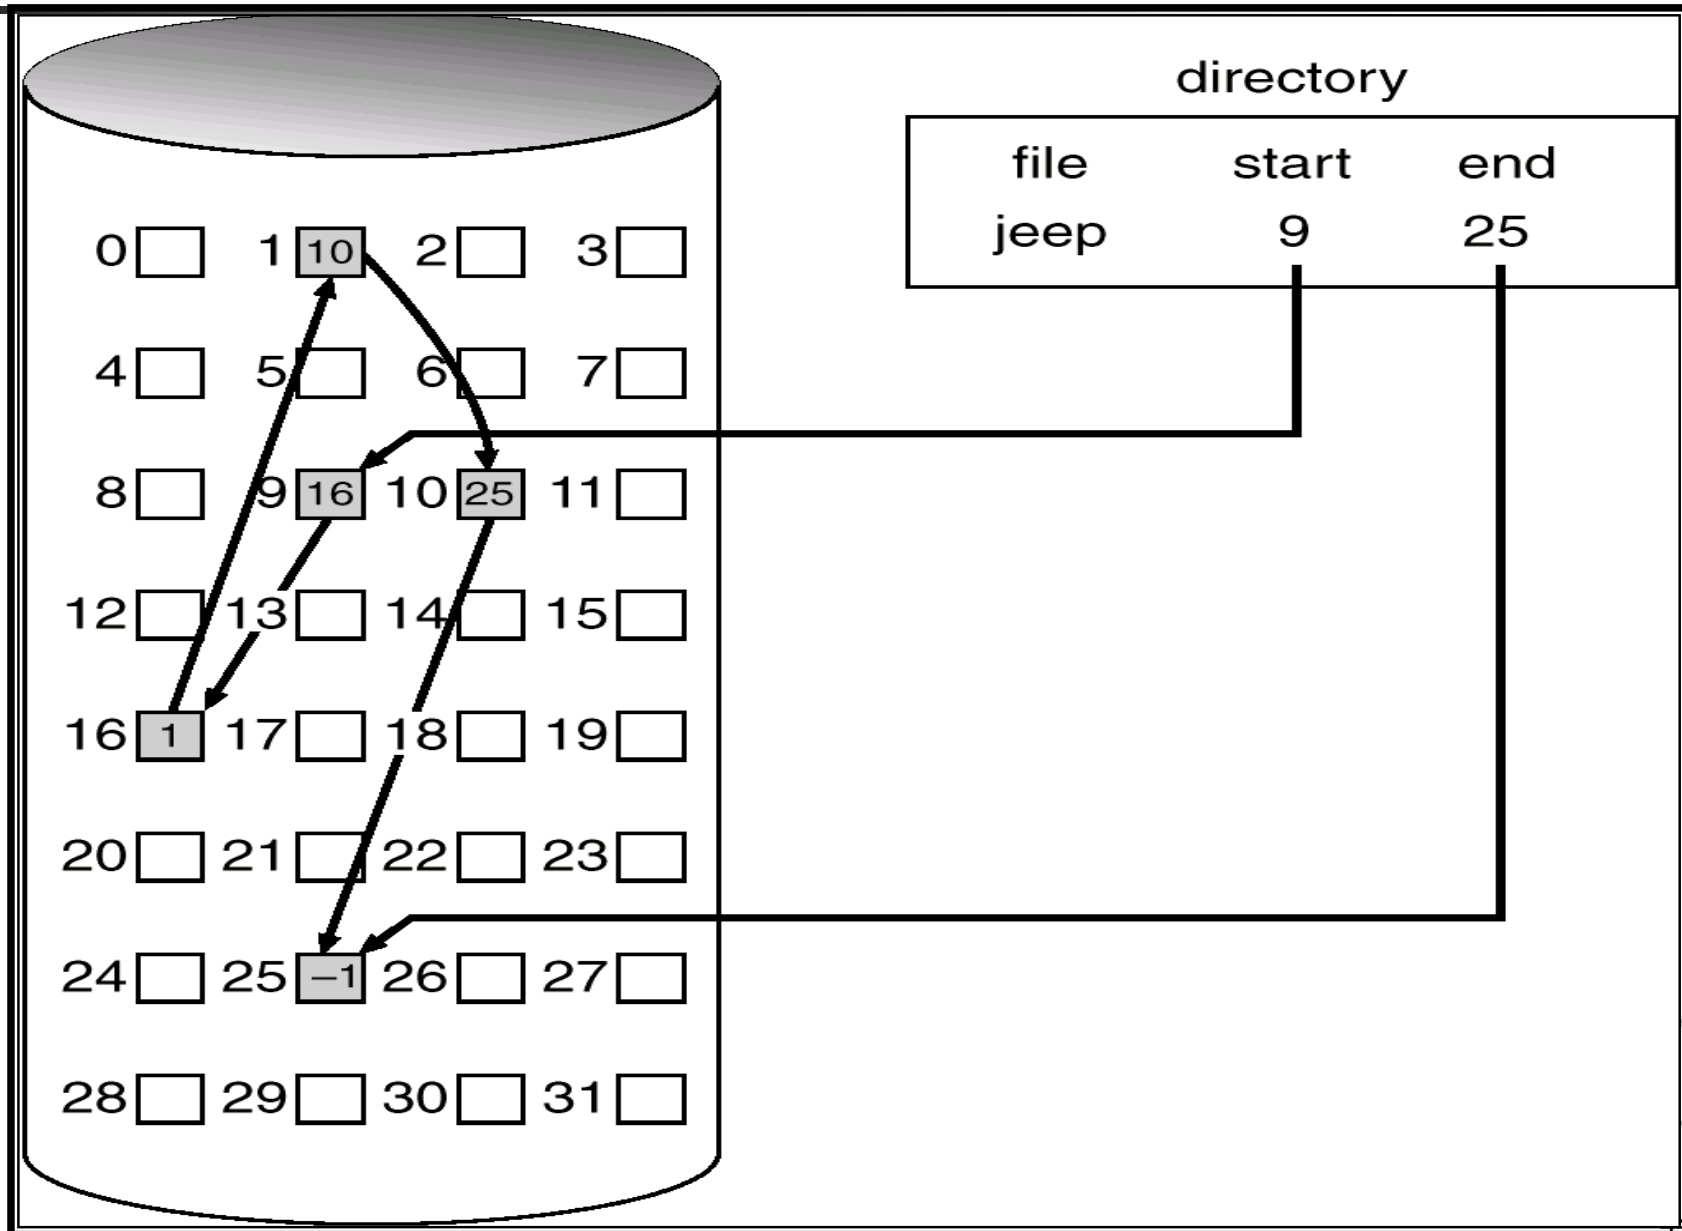 directory
file start end
jeep 9 25
0 1 10 2 3
4 5 6 7
8 9 16 10 25 11
12 13 14 15
16 1 17 18 19
20 21 22 23
24 25 –1 26 27
28 29 30 31